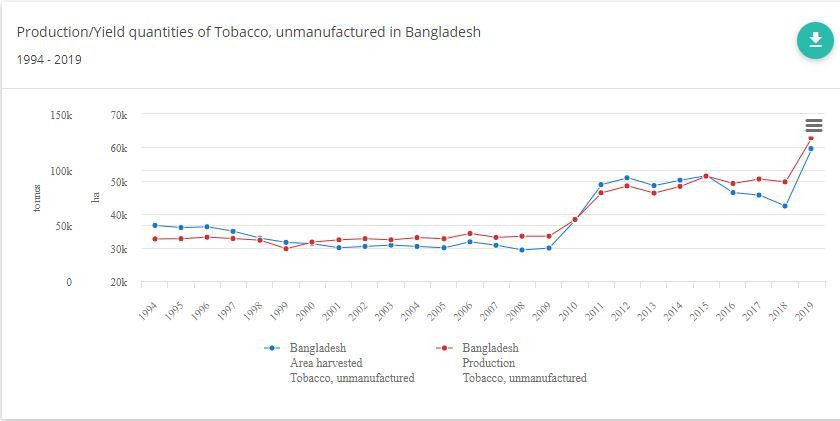 Production/Yield quantities of Tobacco, unmanufactured in Bangladesh
1994 - 2019
150k
100k
50k
0
tonnes
70k
60k
50k
40k
30k
20k
ha
1994
1995
1996
1997
1998
1999
2000
2001
2002
2003
2004
2005
2006
2007
2008
2009
2010
2011
2012
2013
2014
2015
2016
2017
2018
2019
Bangladesh
Area harvested
Tobacco, unmanufactured
Bangladesh
Production
Tobacco, unmanufactured